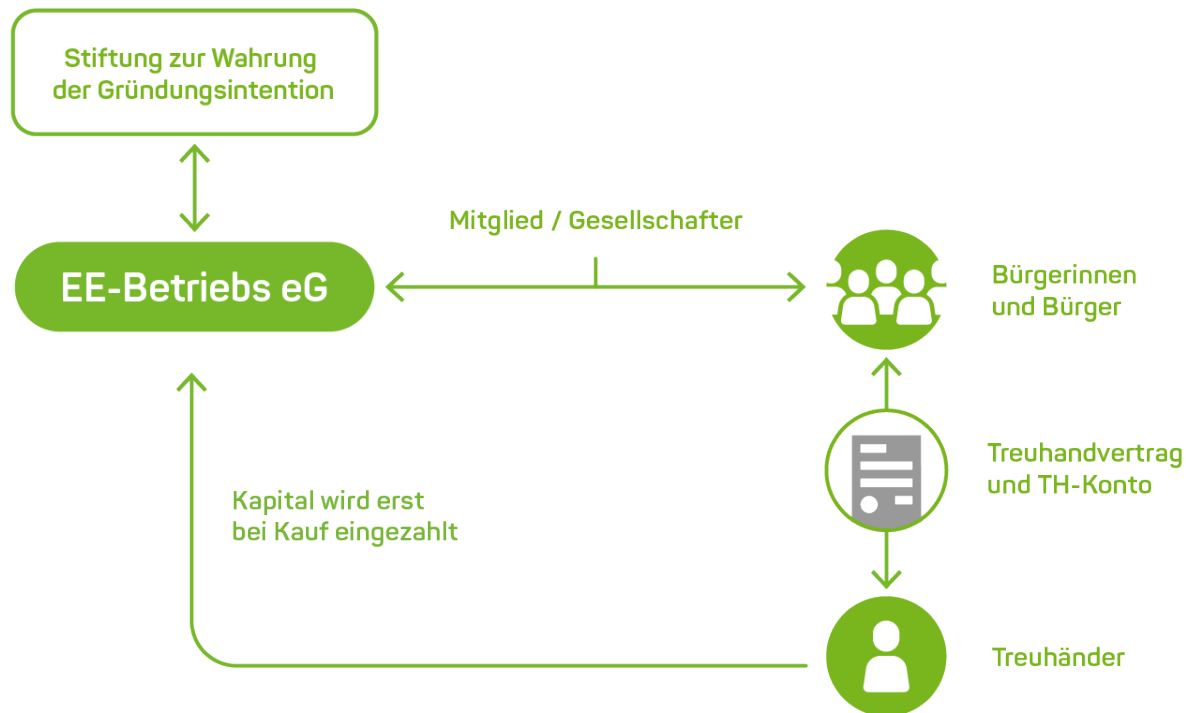 Stiftung zur Wahrung
der Gründungsintention
Mitglied / Gesellschafter
EE-Betriebs eG
Bürgerinnen
und Bürger
Treuhandvertrag
und TH-Konto
Kapital wird erst
bei Kauf eingezahlt
Treuhänder